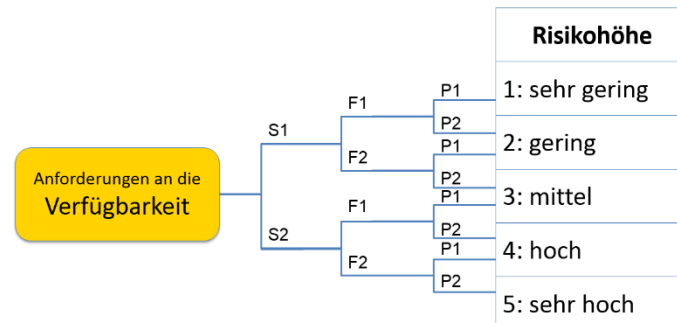 Risikohöhe
Anforderungen an die
Verfügbarkeit
S1
S2
F1
F2
F1
F2
P1
P2
P1
P2
P1
P2
P1
P2
1: sehr gering
2: gering
3: mittel
4: hoch
5: sehr hoch